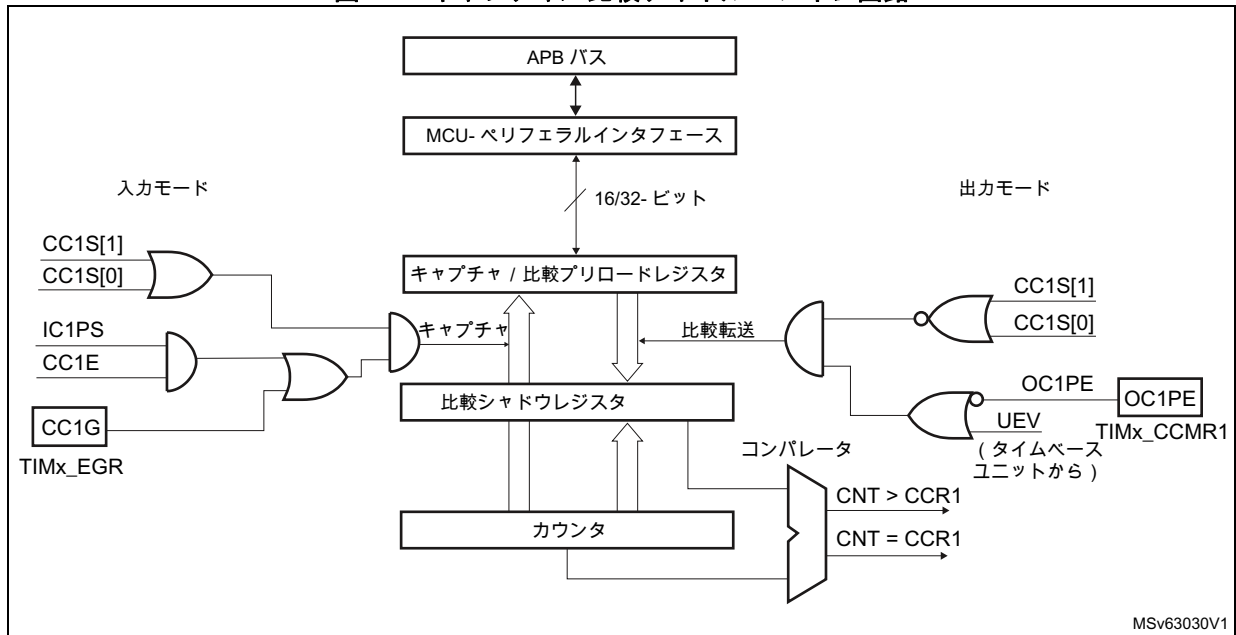 APB バス
MCU- ペリフェラルインタフェース
入力モード
16/32- ビット
出力モード
CC1S[1]
CC1S[0]
キャプチャ / 比較プリロードレジスタ
CC1S[1]
CC1S[0]
IC1PS
CC1E
キャプチャ
比較転送
CC1G
TIMx_EGR
比較シャドウレジスタ
OC1PE
OC1PE
UEV
TIMx_CCMR1
( タイムベース
ユニットから )
コンパレータ
CNT > CCR1
カウンタ
CNT = CCR1
MSv63030V1